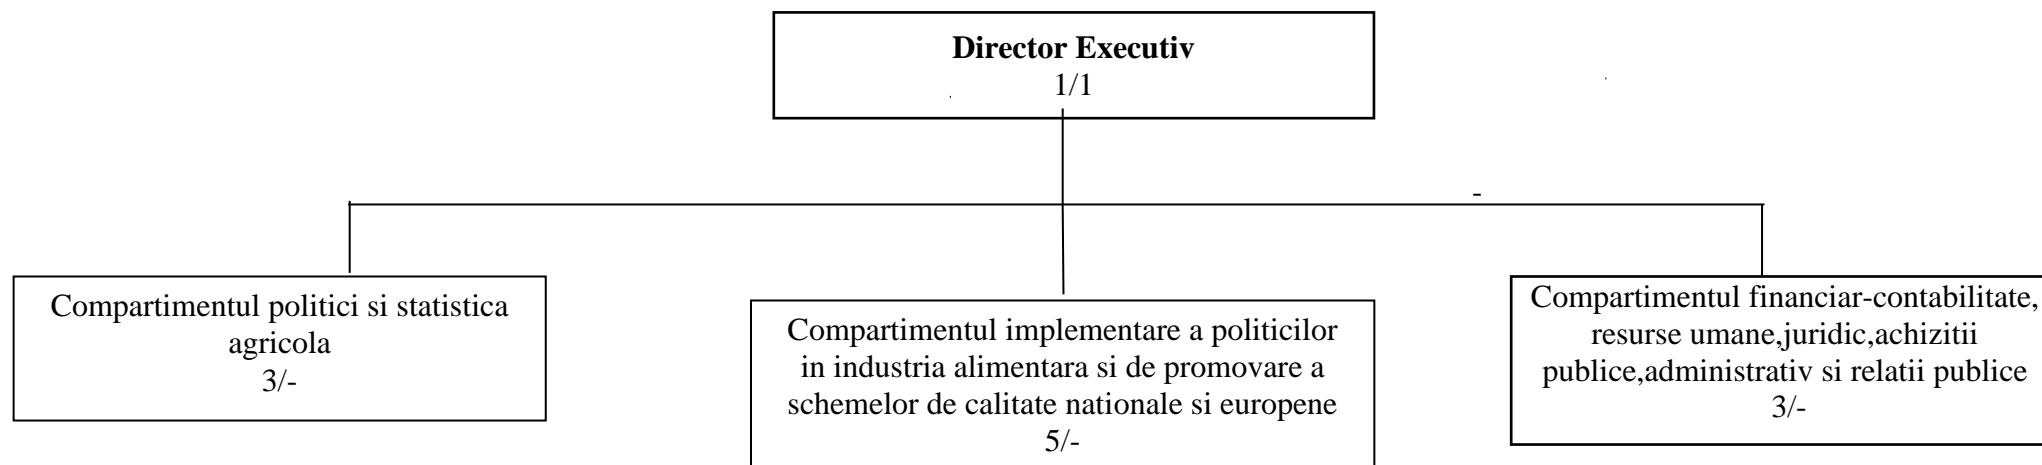 Director Executiv
1/1
-
Compartimentul politici si statistica
agricola
3/-
Compartimentul implementare a politicilor
in industria alimentara si de promovare a
schemelor de calitate nationale si europene
5/-
Compartimentul financiar-contabilitate,
resurse umane,juridic,achizitii
publice,administrativ si relatii publice
3/-